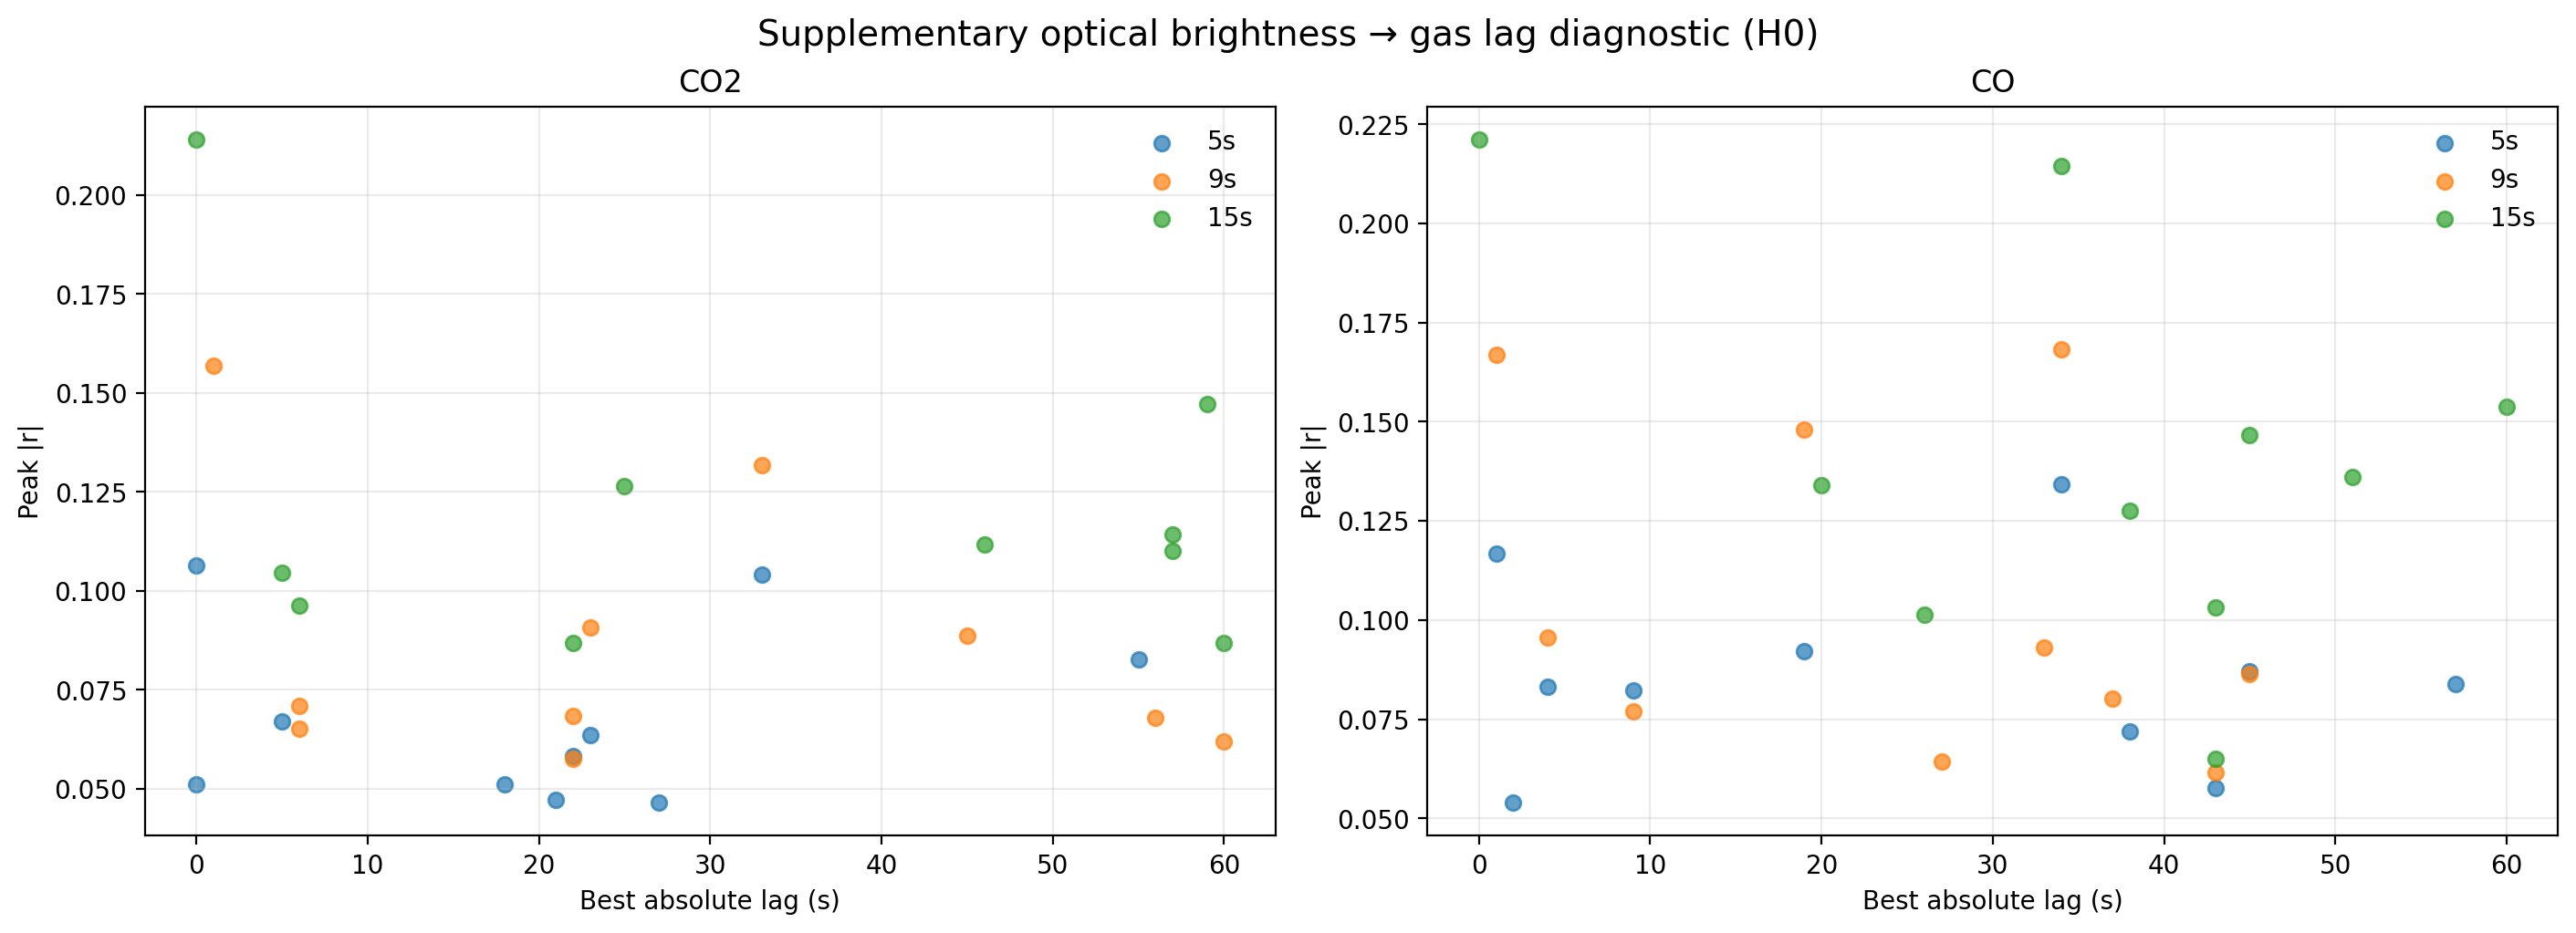 Supplementary optical brightness → gas lag diagnostic (H0)
CO2
5s
9s
15s
0.200
0.175
0.150
0.125
0.100
0.075
0.050
Peak |r|
0 10 20 30 40 50 60
Best absolute lag (s)
CO
5s
9s
15s
0.225
0.200
0.175
0.150
0.125
0.100
0.075
0.050
Peak |r|
0 10 20 30 40 50 60
Best absolute lag (s)